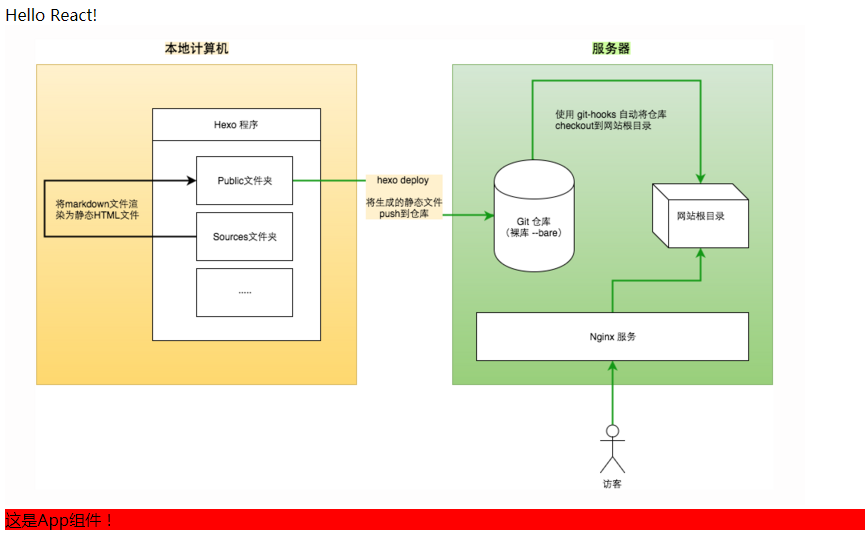 Hello React!
本地计算机
服务器
Hexo 程序
Public文件夹
将markdown文件渲
染为静态HTML文件
Sources文件夹
.....
hexo deploy
将生成的静态文件
push到仓库
使用 git-hooks 自动将仓库
checkout到网站根目录
Git 仓库
（裸库 --bare）
网站根目录
Nginx 服务
访客
这是App组件！